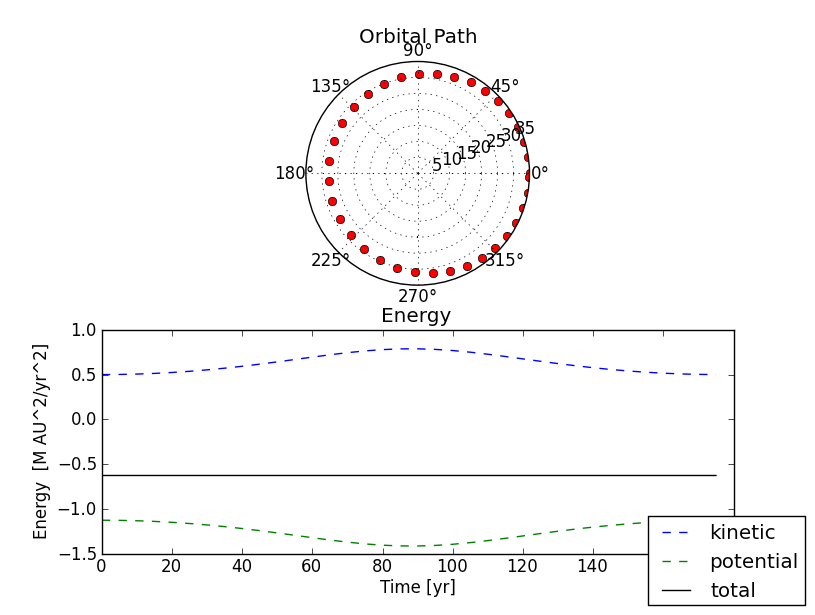 Orbital Path
90°
135° 45°
5 10 15 20 25 30 35
180° 0°
225° 315°
270°
Energy
1.0
0.5
0.0
−0.5
−1.0
−1.5
Energy [M AU^2/yr^2]
0 20 40 60 80 100 120 140
Time [yr]
kinetic
potential
total